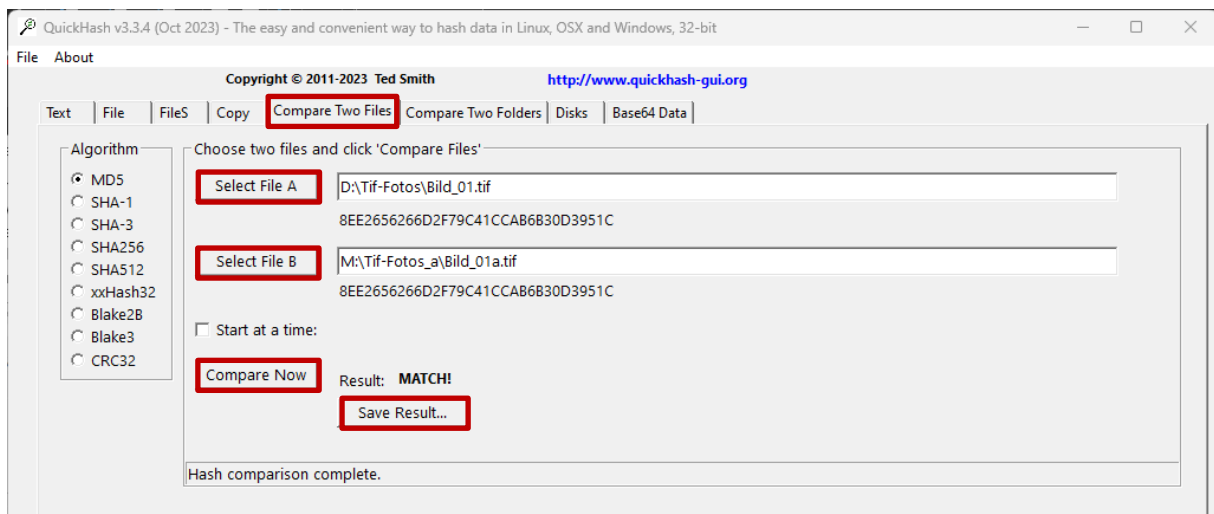 QuickHash v3.3.4 (Oct 2023) - The easy and convenient way to hash data in Linux, OSX and Windows, 32-bit
File About
Copyright © 2011-2023 Ted Smith http://www.quickhash-gui.org
Text File FileS Copy Compare Two Files Compare Two Folders Disks Base64 Data
Algorithm
MD5
SHA-1
SHA-3
SHA256
SHA512
xxHash32
Blake2B
Blake3
CRC32
Choose two files and click 'Compare Files'
Select File A D:\Tif-Fotos\Bild_01.tif
8EE2656266D2F79C41CCAB6B30D3951C
Select File B M:\Tif-Fotos_a\Bild_01a.tif
8EE2656266D2F79C41CCAB6B30D3951C
Start at a time:
Compare Now Result: MATCH!
Save Result...
Hash comparison complete.